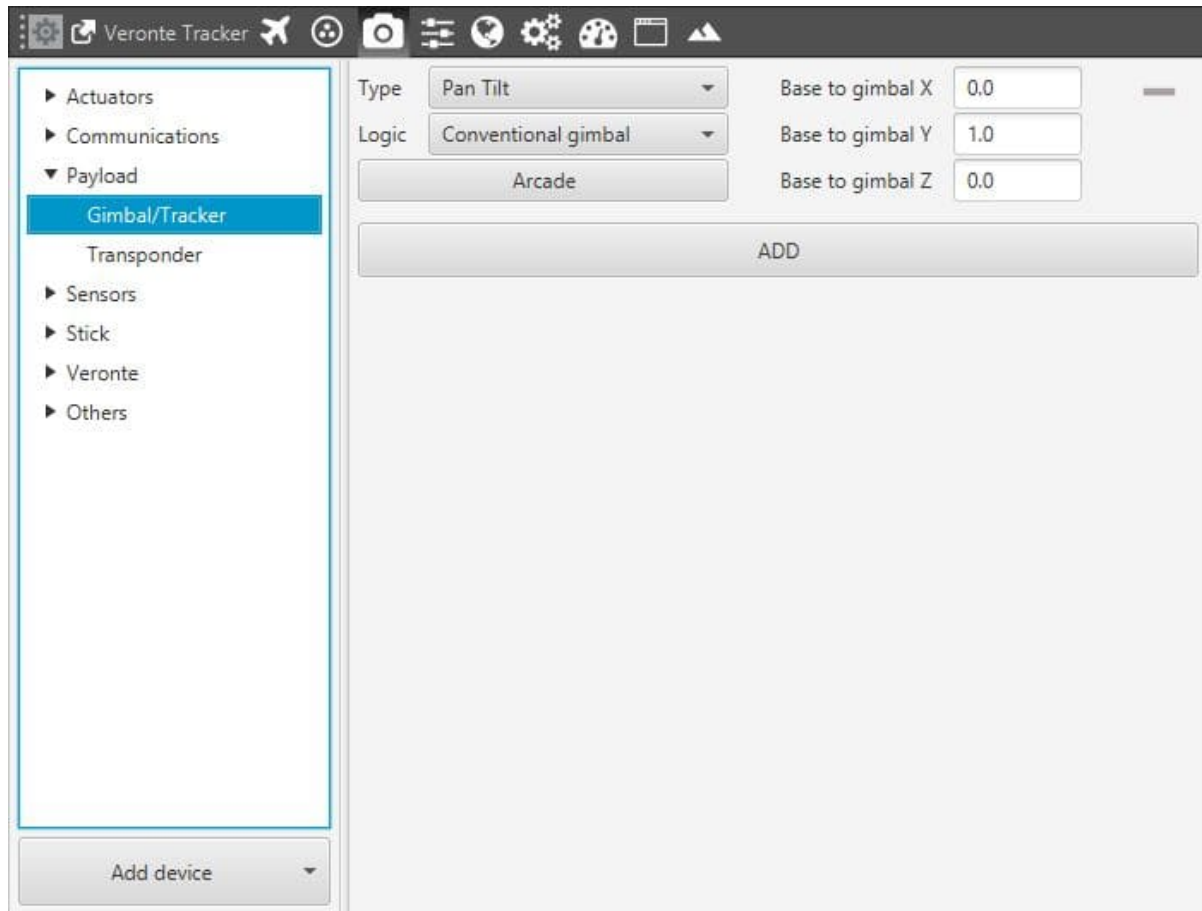 Veronte Tracker
Actuators
Communications
Payload
Gimbal/Tracker
Transponder
Sensors
Stick
Veronte
Others
Add device
Type Pan Tilt Base to gimbal X 0.0
Logic Conventional gimbal Base to gimbal Y 1.0
Arcade Base to gimbal Z 0.0
ADD